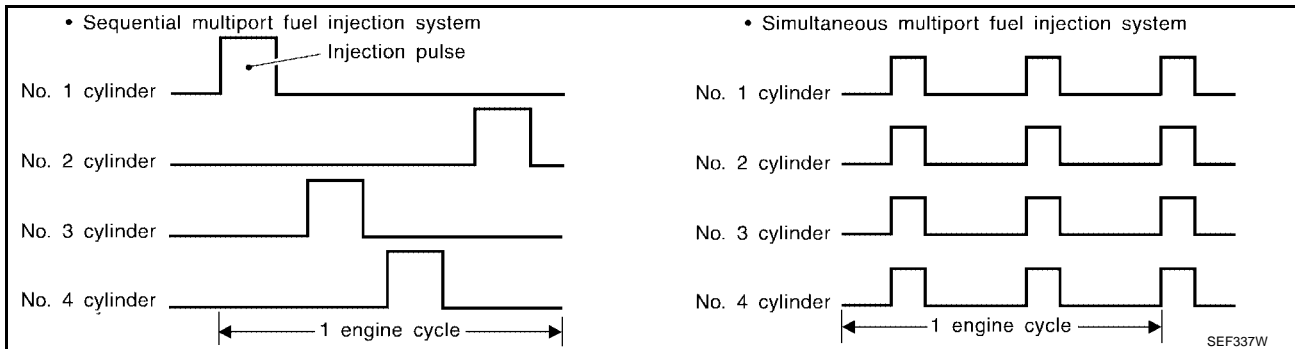 • Sequential multiport fuel injection system
Injection pulse
No. 1 cylinder
No. 2 cylinder
No. 3 cylinder
No. 4 cylinder
1 engine cycle
• Simultaneous multiport fuel injection system
No. 1 cylinder
No. 2 cylinder
No. 3 cylinder
No. 4 cylinder
1 engine cycle
SEF337W